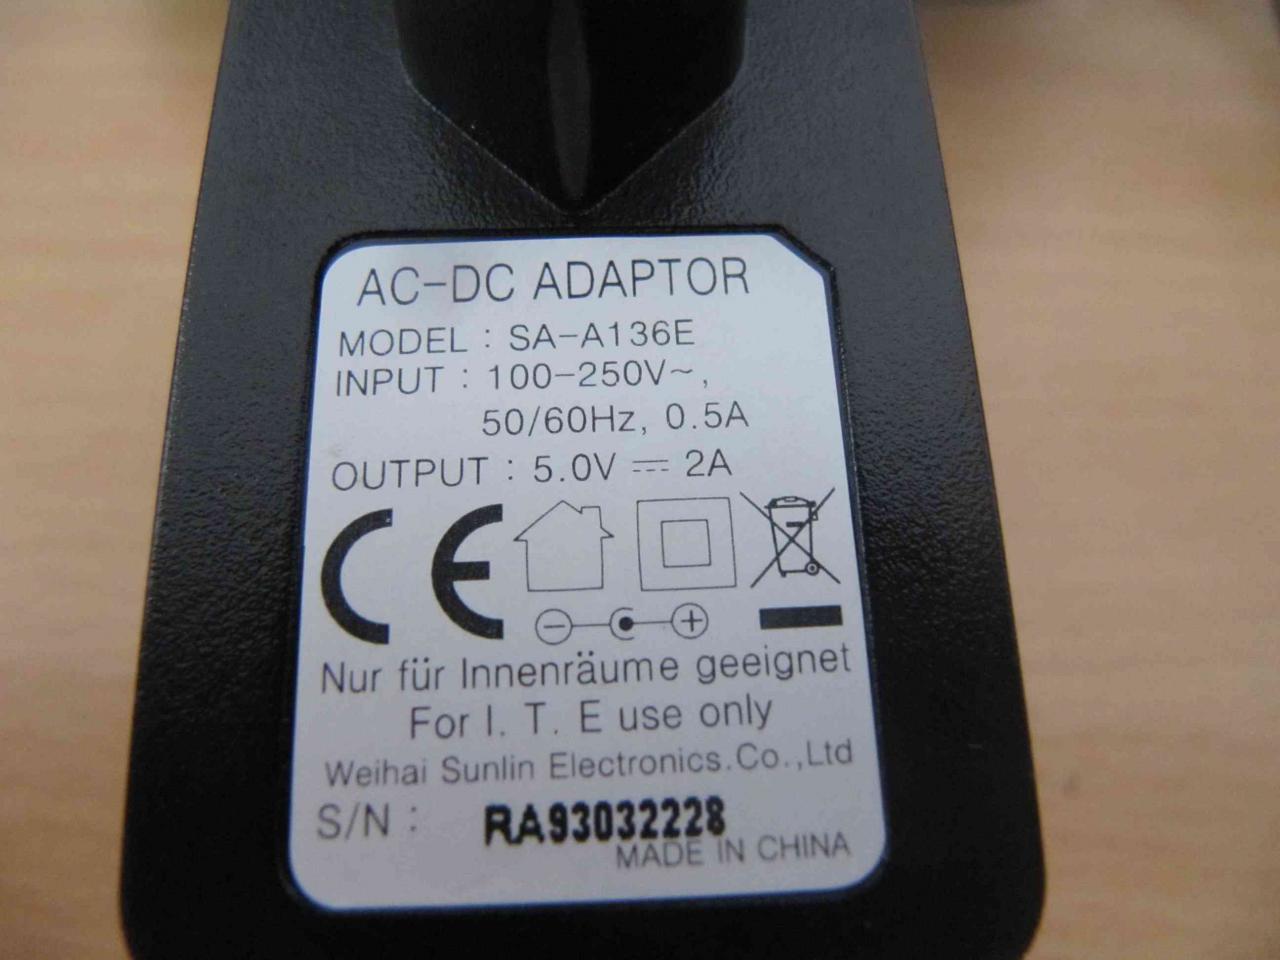 AC-DC ADAPTOR
MODEL : SA-A136E
INPUT : 100-250V~,
50/60Hz, 0.5A
OUTPUT : 5.0V ⎓ 2A
CE
Nur für Innenräume geeignet
For I. T. E use only
Weihai Sunlin Electronics.Co.,Ltd
S/N : RA93032228
MADE IN CHINA